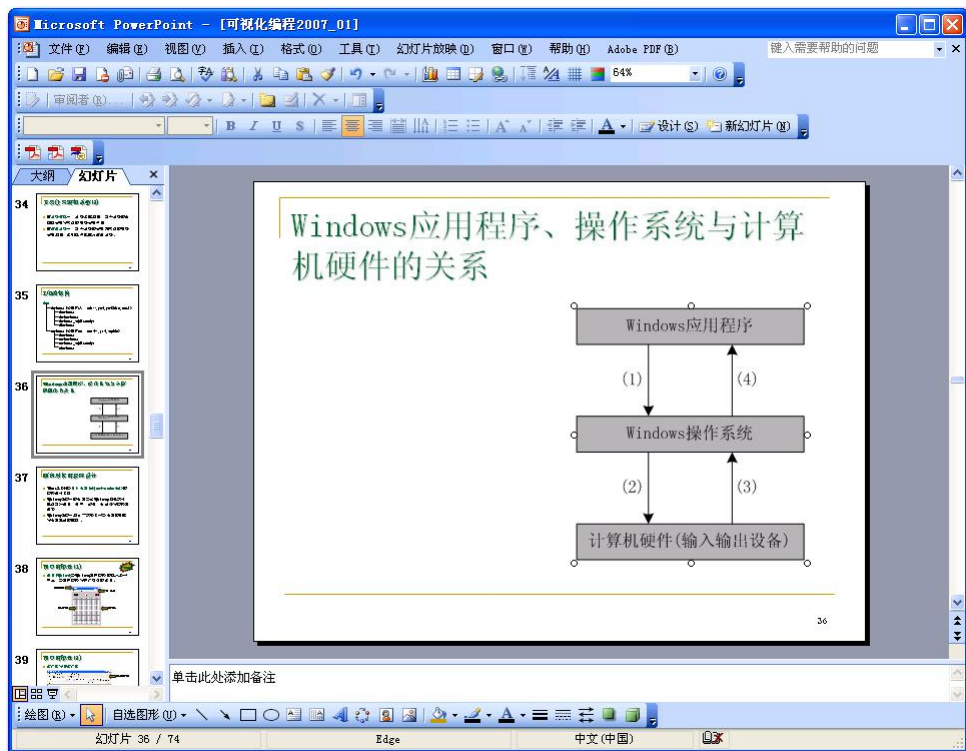 Microsoft PowerPoint - [可视化编程2007_01]
文件(F) 编辑(E) 视图(V) 插入(I) 格式(O) 工具(T) 幻灯片放映(D) 窗口(W) 帮助(H) Adobe PDF(B) 键入需要帮助的问题
64%
审阅者(R)...
B I U S A A A 设计(S) 新幻灯片(N)
大纲 幻灯片
34
35
36
37
38
39
Windows应用程序、操作系统与计算
机硬件的关系
Windows应用程序
(1) (4)
Windows操作系统
(2) (3)
计算机硬件(输入输出设备)
36
单击此处添加备注
绘图(R) 自选图形(U)
幻灯片 36 / 74 Edge 中文(中国)